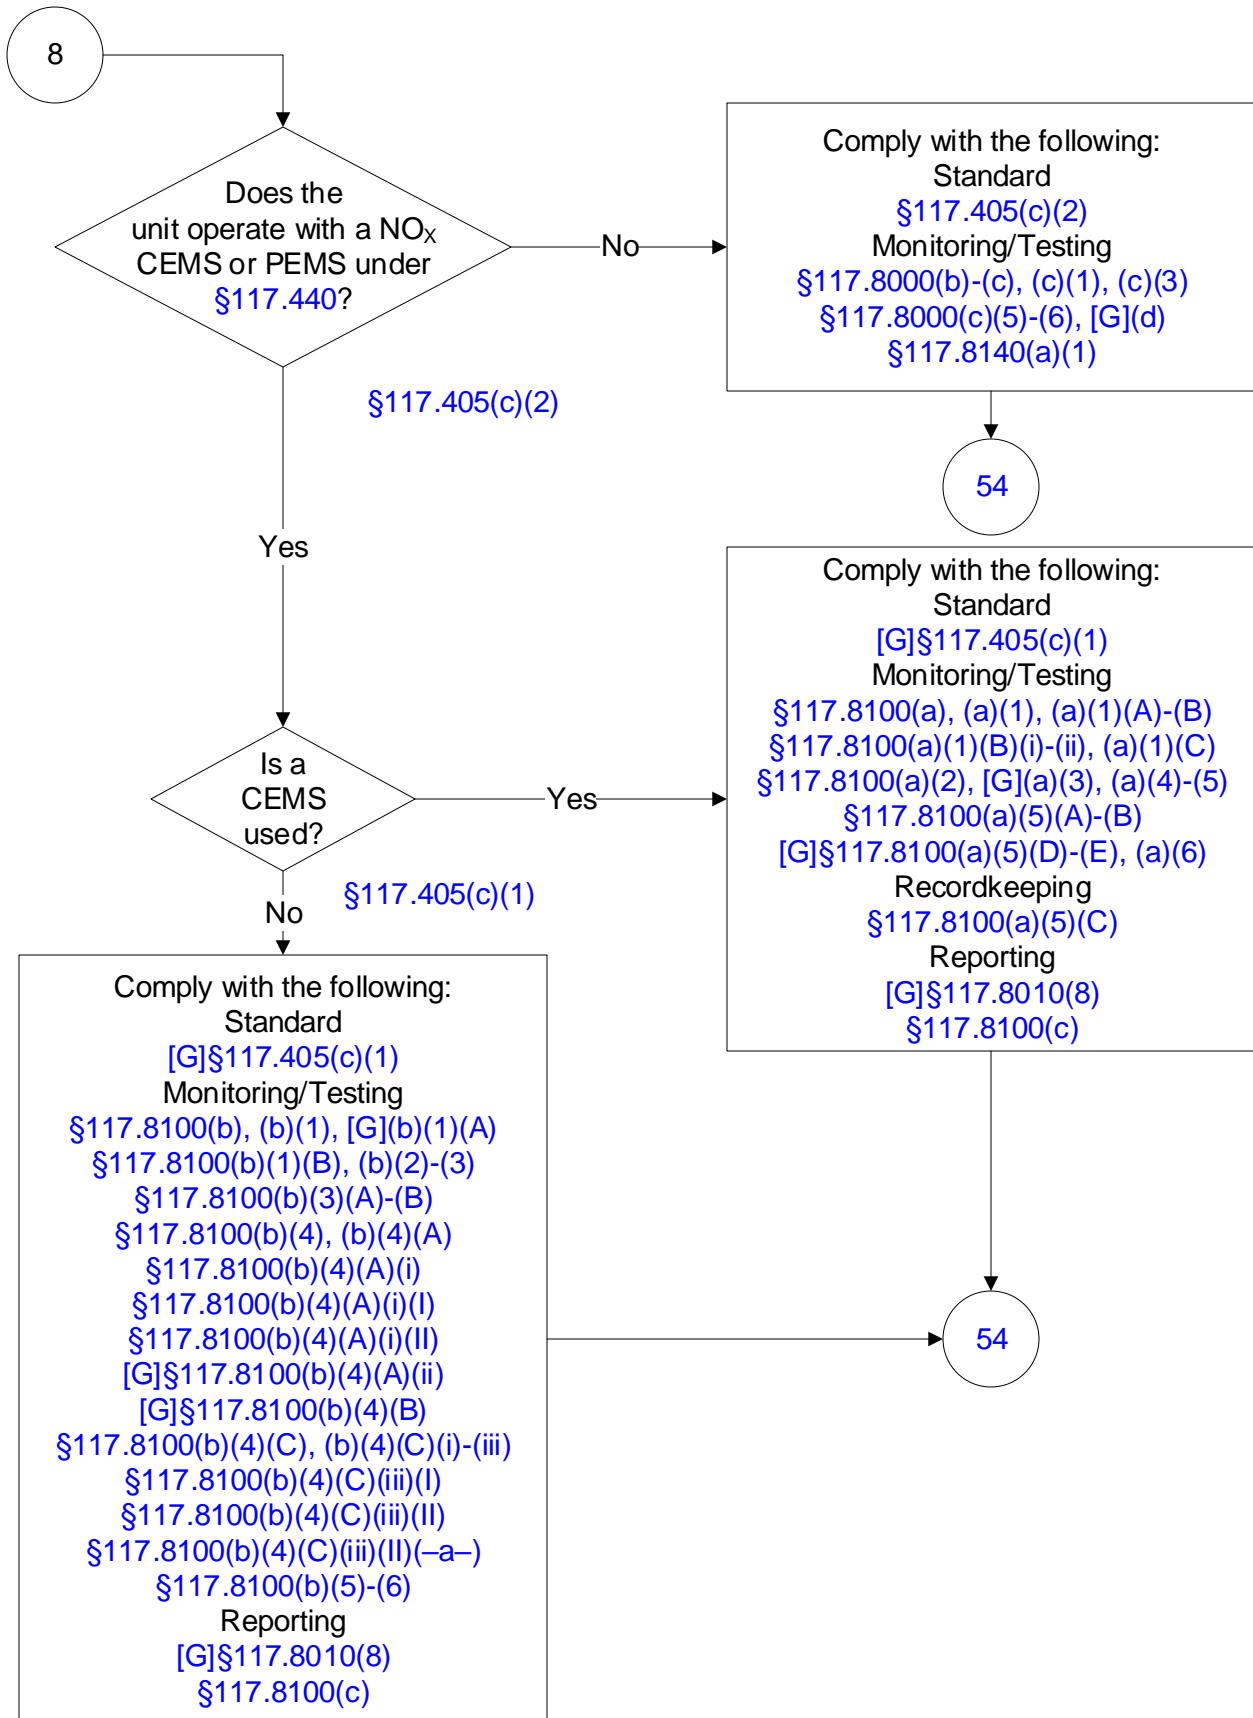 8
Does the
unit operate with a NOX
CEMS or PEMS under
§117.440?
No
Comply with the following:
Standard
§117.405(c)(2)
Monitoring/Testing
§117.8000(b)-(c), (c)(1), (c)(3)
§117.8000(c)(5)-(6), [G](d)
§117.8140(a)(1)
§117.405(c)(2)
54
Yes
Is a
CEMS
used?
Yes
Comply with the following:
Standard
[G]§117.405(c)(1)
Monitoring/Testing
§117.8100(a), (a)(1), (a)(1)(A)-(B)
§117.8100(a)(1)(B)(i)-(ii), (a)(1)(C)
§117.8100(a)(2), [G](a)(3), (a)(4)-(5)
§117.8100(a)(5)(A)-(B)
[G]§117.8100(a)(5)(D)-(E), (a)(6)
Recordkeeping
§117.8100(a)(5)(C)
Reporting
[G]§117.8010(8)
§117.8100(c)
§117.405(c)(1)
No
Comply with the following:
Standard
[G]§117.405(c)(1)
Monitoring/Testing
§117.8100(b), (b)(1), [G](b)(1)(A)
§117.8100(b)(1)(B), (b)(2)-(3)
§117.8100(b)(3)(A)-(B)
§117.8100(b)(4), (b)(4)(A)
§117.8100(b)(4)(A)(i)
§117.8100(b)(4)(A)(i)(I)
§117.8100(b)(4)(A)(i)(II)
[G]§117.8100(b)(4)(A)(ii)
[G]§117.8100(b)(4)(B)
§117.8100(b)(4)(C), (b)(4)(C)(i)-(iii)
§117.8100(b)(4)(C)(iii)(I)
§117.8100(b)(4)(C)(iii)(II)
§117.8100(b)(4)(C)(iii)(II)(–a–)
§117.8100(b)(5)-(6)
Reporting
[G]§117.8010(8)
§117.8100(c)
54